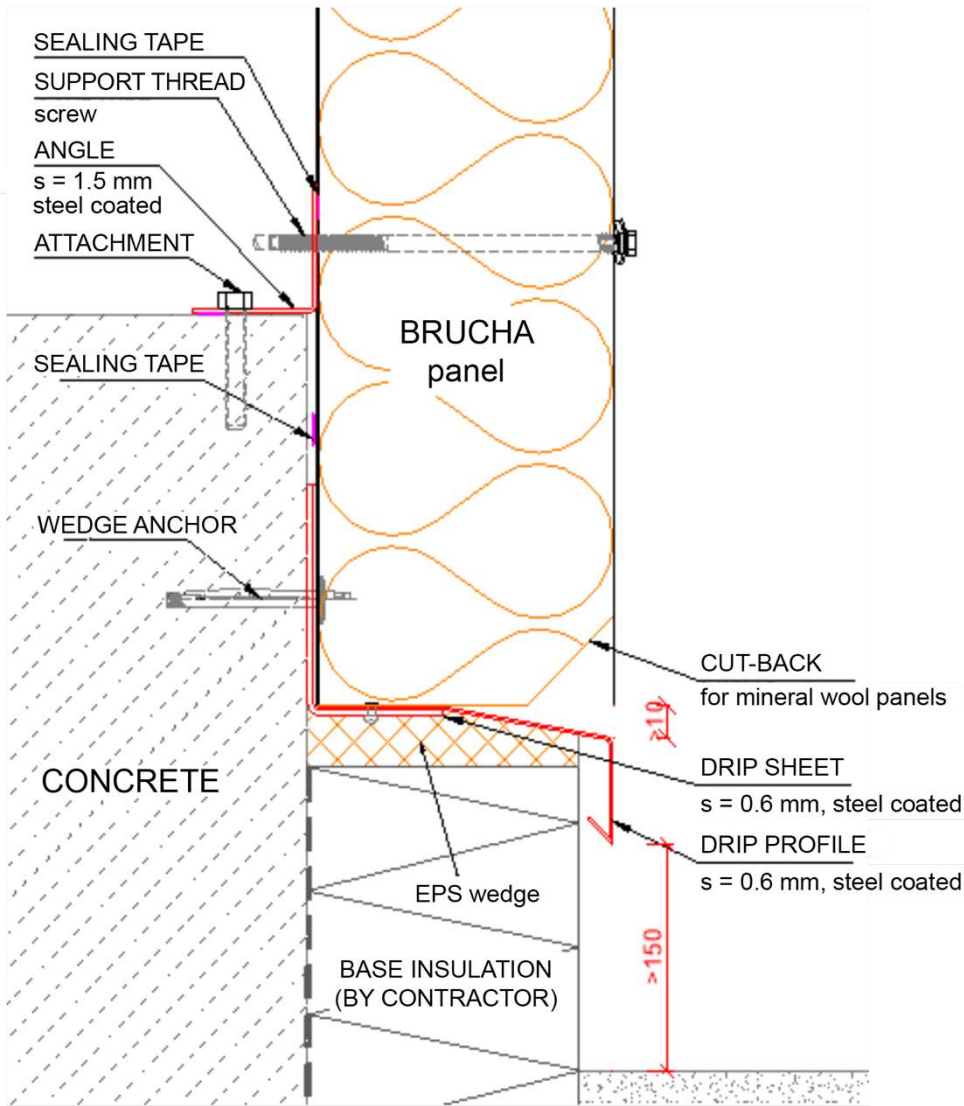 SEALING TAPE
SUPPORT THREAD
screw
ANGLE
s = 1.5 mm
steel coated
ATTACHMENT
SEALING TAPE
WEDGE ANCHOR
CONCRETE
BRUCHA
panel
CUT-BACK
for mineral wool panels
≥10
DRIP SHEET
s = 0.6 mm, steel coated
DRIP PROFILE
s = 0.6 mm, steel coated
EPS wedge
>150
BASE INSULATION
(BY CONTRACTOR)